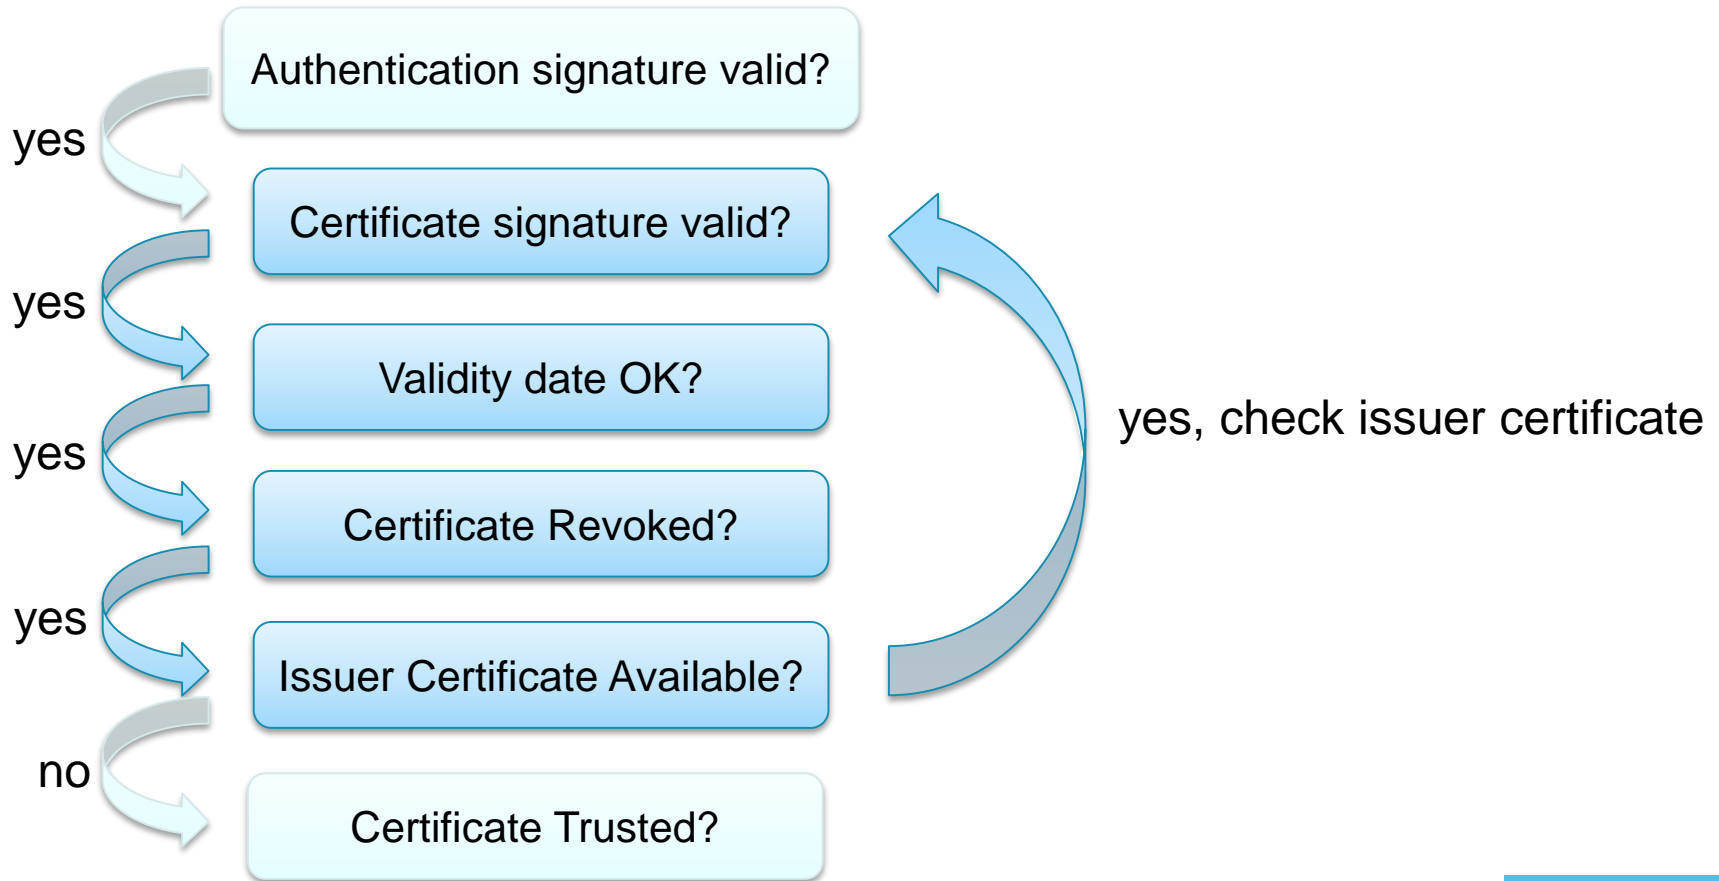 Authentication signature valid?
yes
Certificate signature valid?
yes
Validity date OK?
yes, check issuer certificate
yes
Certificate Revoked?
yes
Issuer Certificate Available?
no
Certificate Trusted?